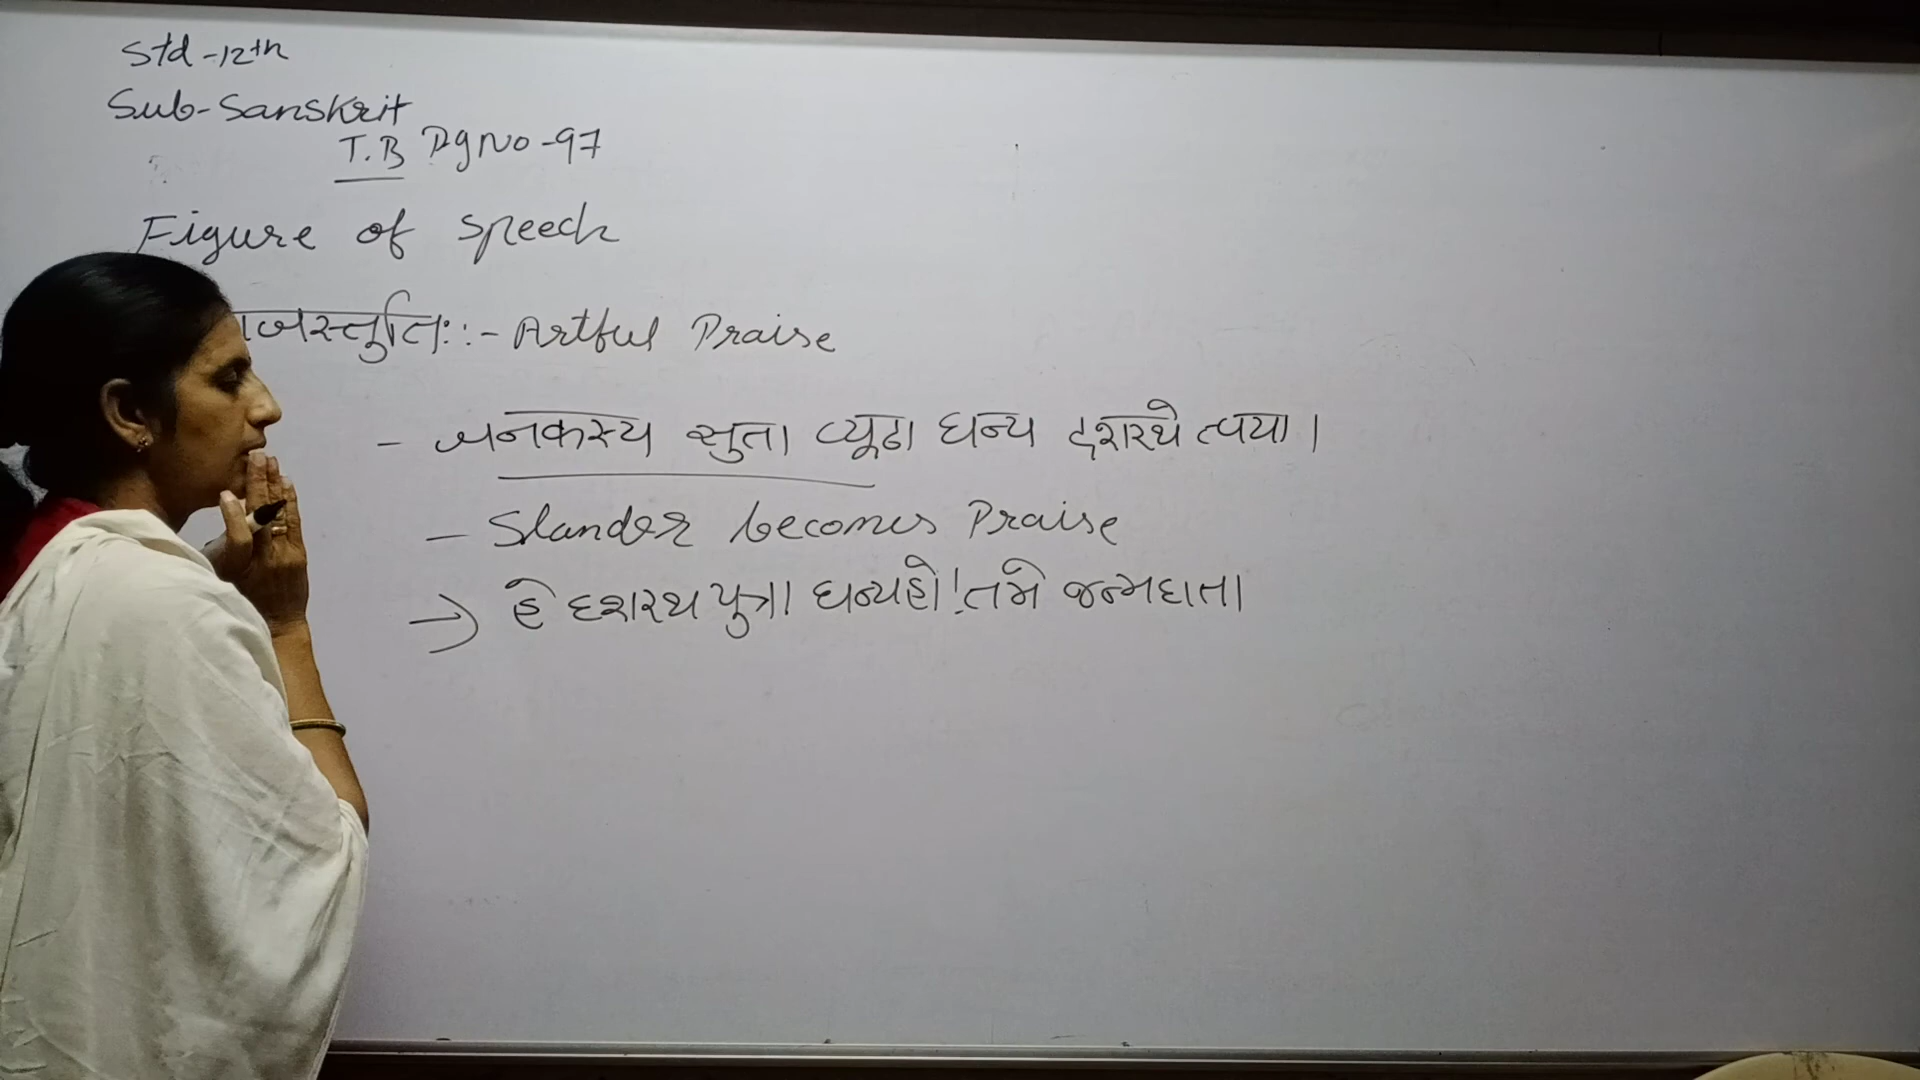 Std-12th
Sub-Sanskrit
T.B Pg No-97
Figure of speech
ाजस्तुतिः:- Artful Praise
- जनकस्य सुता व्यूढा धन्य दशरथे त्वया ।
- Slander becomes Praise
→ હે દશરથ પુત્રા ધન્યહો! તમે જન્મદાતા